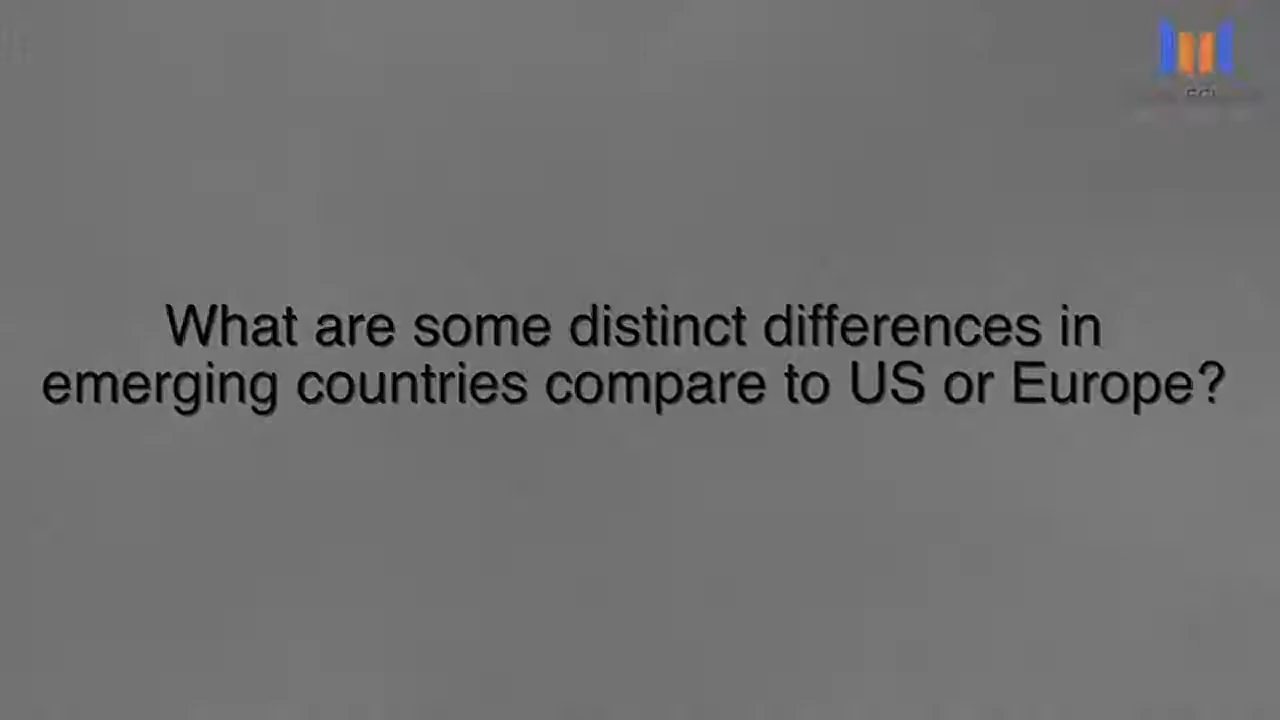 What are some distinct differences in
emerging countries compare to US or Europe?